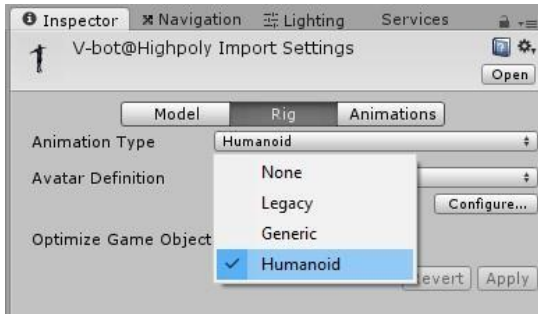 Inspector Navigation Lighting Services
V-bot@Highpoly Import Settings
Open
Model Rig Animations
Animation Type Humanoid
None
Avatar Definition
Legacy Configure...
Generic
Optimize Game Object
Humanoid
evert Apply